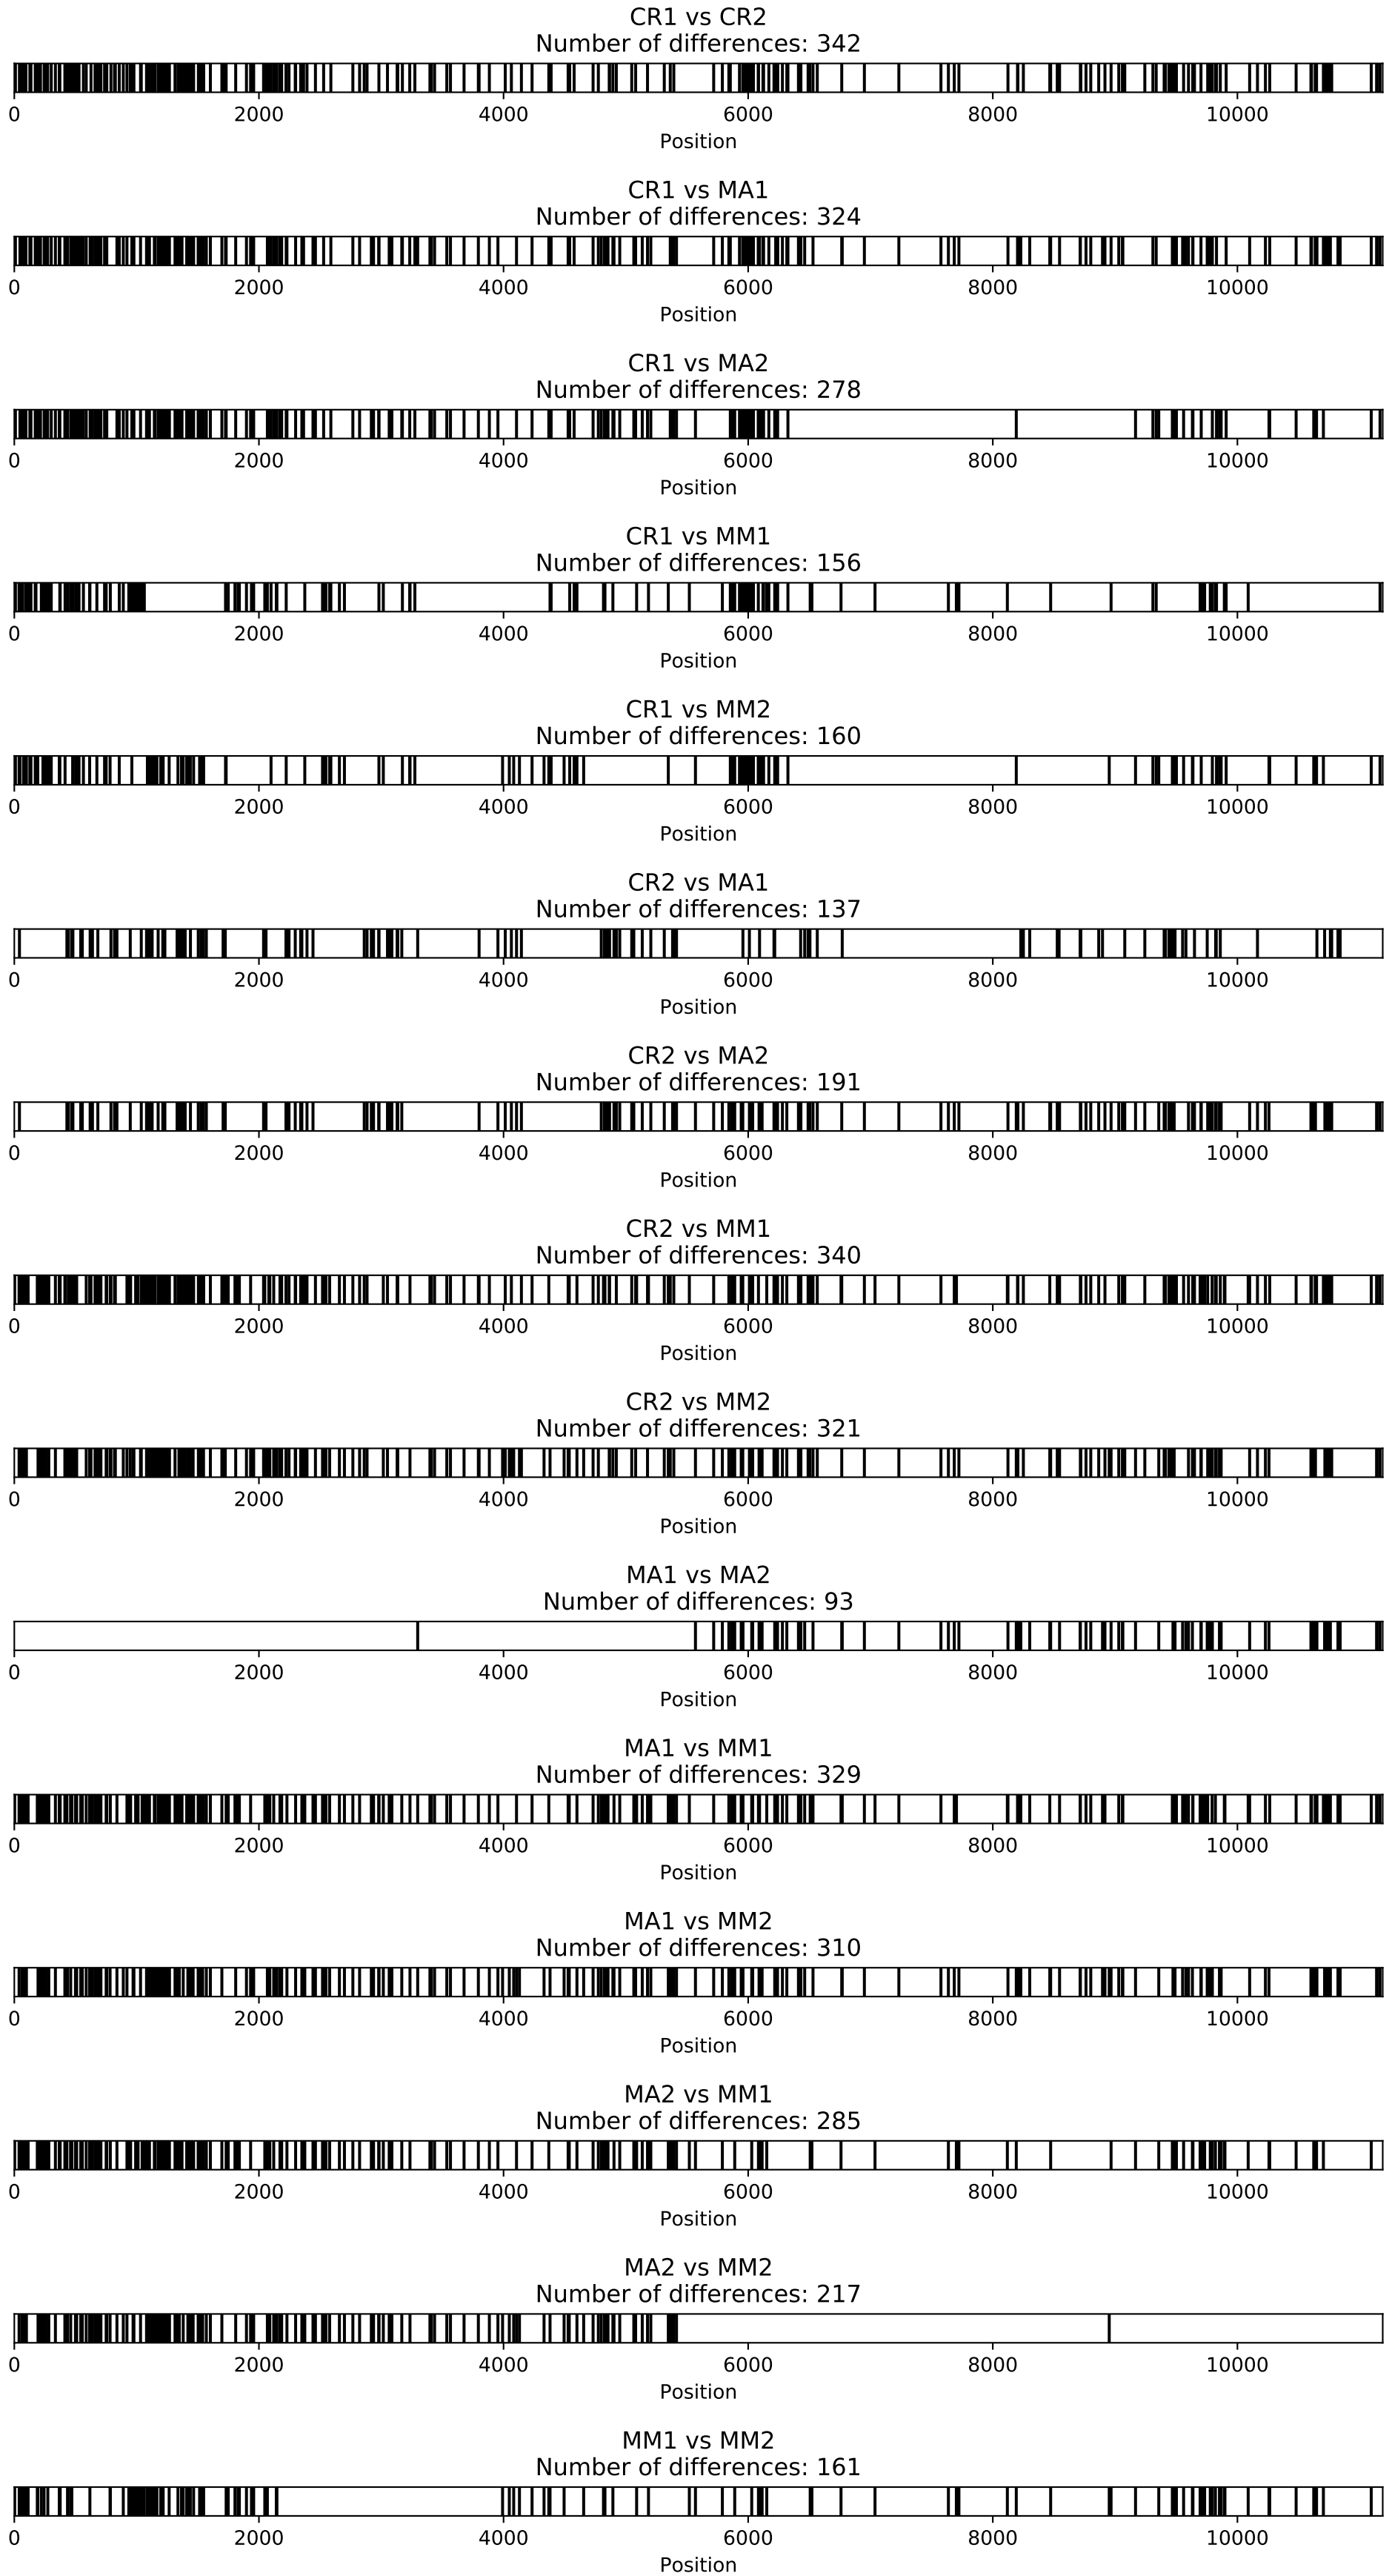 CR1 vs CR2
Number of differences: 342
0 2000 4000 6000 8000 10000
Position
CR1 vs MA1
Number of differences: 324
0 2000 4000 6000 8000 10000
Position
CR1 vs MA2
Number of differences: 278
0 2000 4000 6000 8000 10000
Position
CR1 vs MM1
Number of differences: 156
0 2000 4000 6000 8000 10000
Position
CR1 vs MM2
Number of differences: 160
0 2000 4000 6000 8000 10000
Position
CR2 vs MA1
Number of differences: 137
0 2000 4000 6000 8000 10000
Position
CR2 vs MA2
Number of differences: 191
0 2000 4000 6000 8000 10000
Position
CR2 vs MM1
Number of differences: 340
0 2000 4000 6000 8000 10000
Position
CR2 vs MM2
Number of differences: 321
0 2000 4000 6000 8000 10000
Position
MA1 vs MA2
Number of differences: 93
0 2000 4000 6000 8000 10000
Position
MA1 vs MM1
Number of differences: 329
0 2000 4000 6000 8000 10000
Position
MA1 vs MM2
Number of differences: 310
0 2000 4000 6000 8000 10000
Position
MA2 vs MM1
Number of differences: 285
0 2000 4000 6000 8000 10000
Position
MA2 vs MM2
Number of differences: 217
0 2000 4000 6000 8000 10000
Position
MM1 vs MM2
Number of differences: 161
0 2000 4000 6000 8000 10000
Position